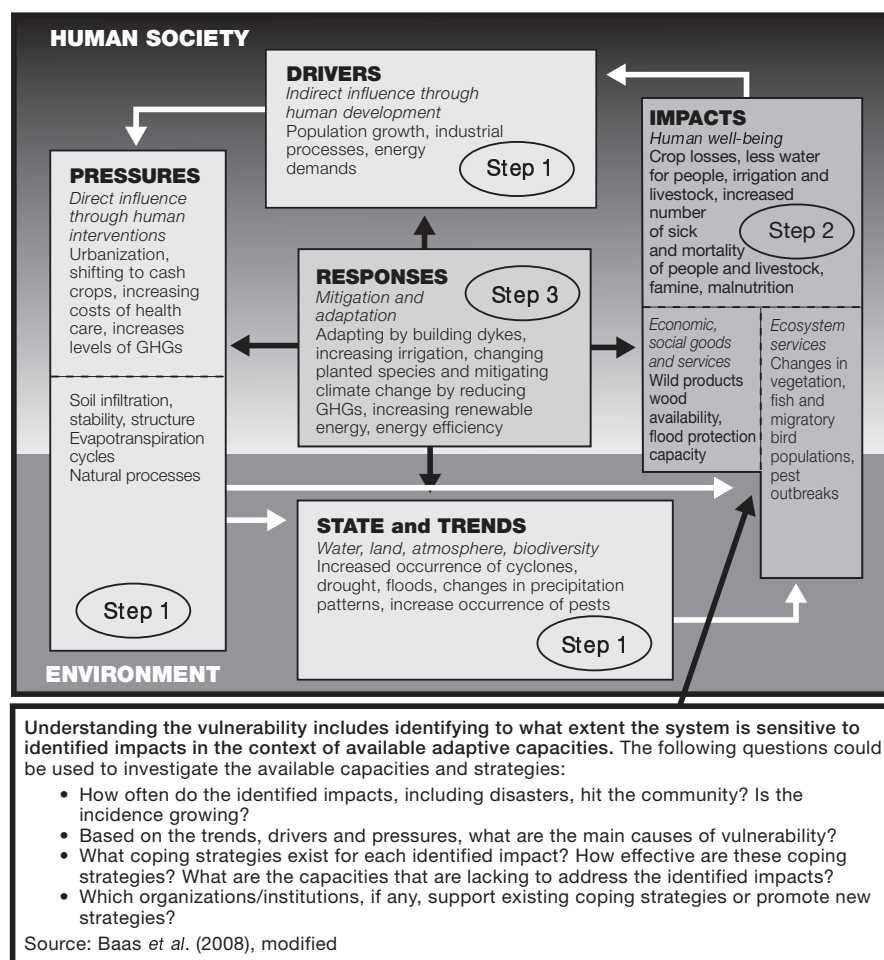 HUMAN SOCIETY
DRIVERS
Indirect influence through
human development
Population growth, industrial
processes, energy
demands
Step 1
PRESSURES
Direct influence
through human
interventions
Urbanization,
shifting to cash
crops, increasing
costs of health
care, increases
levels of GHGs
Soil infiltration,
stability, structure
Evapotranspiration
cycles
Natural processes
Step 1
RESPONSES
Step 3
Mitigation and
adaptation
Adapting by building dykes,
increasing irrigation, changing
planted species and mitigating
climate change by reducing
GHGs, increasing renewable
energy, energy efficiency
IMPACTS
Human well-being
Crop losses, less water
for people, irrigation and
livestock, increased
number
of sick
and mortality
of people and livestock,
famine, malnutrition
Step 2
Economic,
social goods
and services
Wild products
wood
availability,
flood protection
capacity
Ecosystem
services
Changes in
vegetation,
fish and
migratory
bird
populations,
pest
outbreaks
STATE and TRENDS
Water, land, atmosphere, biodiversity
Increased occurrence of cyclones,
drought, floods, changes in precipitation
patterns, increase occurrence of pests
Step 1
ENVIRONMENT
Understanding the vulnerability includes identifying to what extent the system is sensitive to
identified impacts in the context of available adaptive capacities. The following questions could
be used to investigate the available capacities and strategies:
• How often do the identified impacts, including disasters, hit the community? Is the
incidence growing?
• Based on the trends, drivers and pressures, what are the main causes of vulnerability?
• What coping strategies exist for each identified impact? How effective are these coping
strategies? What are the capacities that are lacking to address the identified impacts?
• Which organizations/institutions, if any, support existing coping strategies or promote new
strategies?
Source: Baas et al. (2008), modified